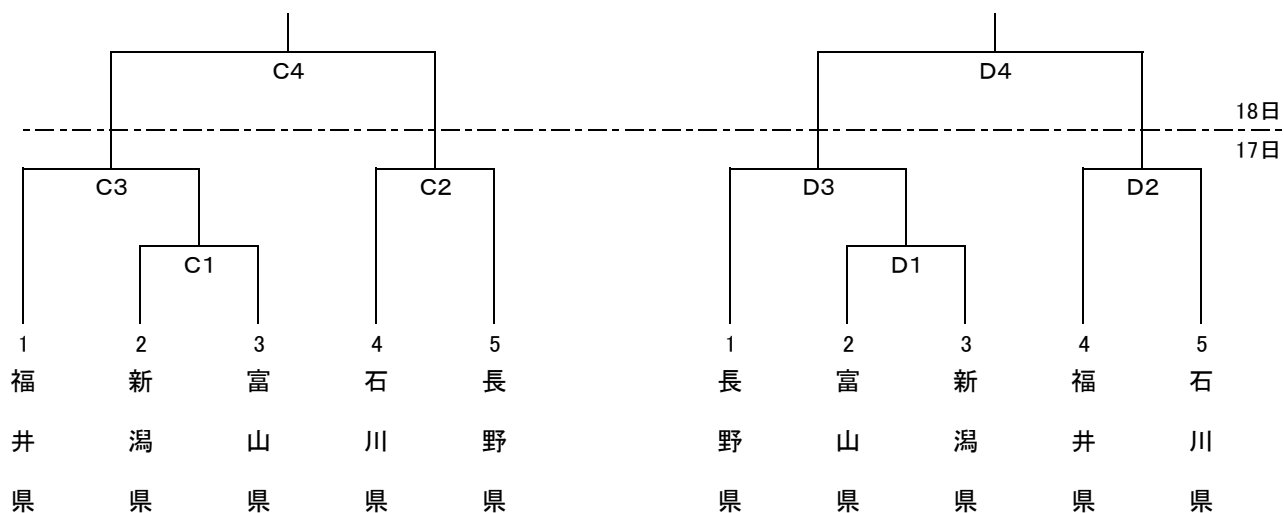 C4 D4
18日
17日
C3 C2 D3 D2
C1 D1
1 2 3 4 5 1 2 3 4 5
福井県
新潟県
富山県
石川県
長野県
長野県
富山県
新潟県
福井県
石川県